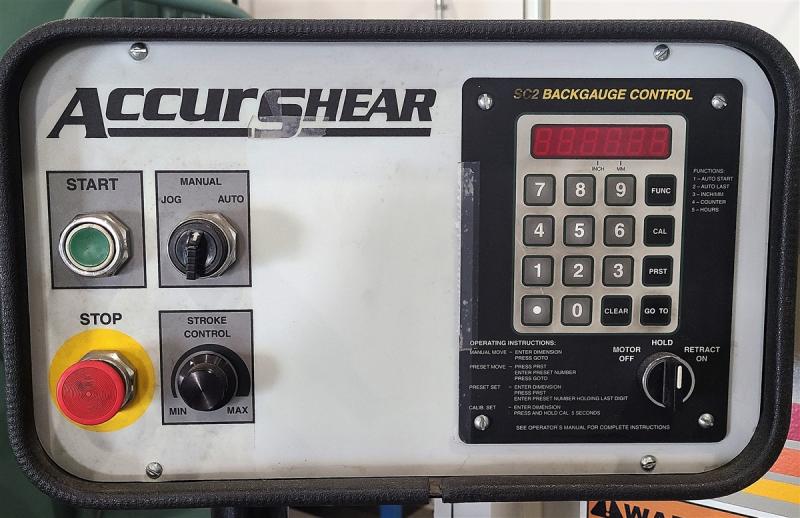 ACCURSHEAR
START
MANUAL
JOG AUTO
STOP
STROKE
CONTROL
MIN MAX
SC2 BACKGAUGE CONTROL
INCH MM
7 8 9 FUNC
4 5 6 CAL
1 2 3 PRST
• 0 CLEAR GO TO
FUNCTIONS:
1 – AUTO START
2 – AUTO LAST
3 – INCH/MM
4 – COUNTER
5 – HOURS
OPERATING INSTRUCTIONS:
MANUAL MOVE – ENTER DIMENSION
PRESS GOTO
PRESET MOVE – PRESS PRST
ENTER PRESET NUMBER
PRESS GOTO
PRESET SET – ENTER DIMENSION
PRESS PRST
ENTER PRESET NUMBER HOLDING LAST DIGIT
CALIB. SET – ENTER DIMENSION
PRESS AND HOLD CAL. 5 SECONDS
SEE OPERATOR'S MANUAL FOR COMPLETE INSTRUCTIONS
HOLD
MOTOR RETRACT
OFF ON